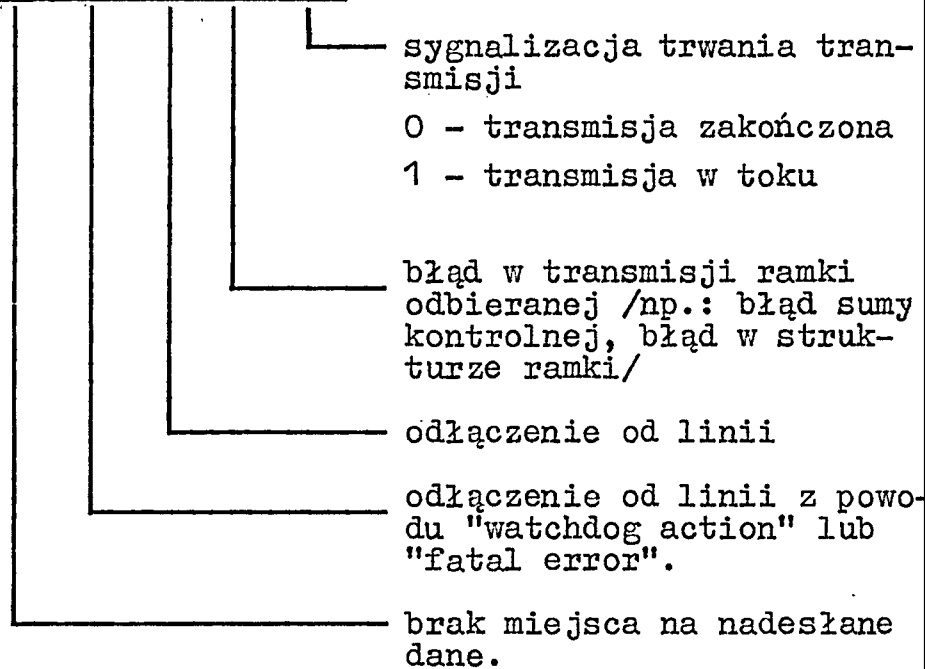 sygnalizacja trwania tran-
smisji
0 - transmisja zakończona
1 - transmisja w toku
błąd w transmisji ramki
odbieranej /np.: błąd sumy
kontrolnej, błąd w struk-
turze ramki/
odłączenie od linii
odłączenie od linii z powo-
du "watchdog action" lub
"fatal error".
brak miejsca na nadesłane
dane.